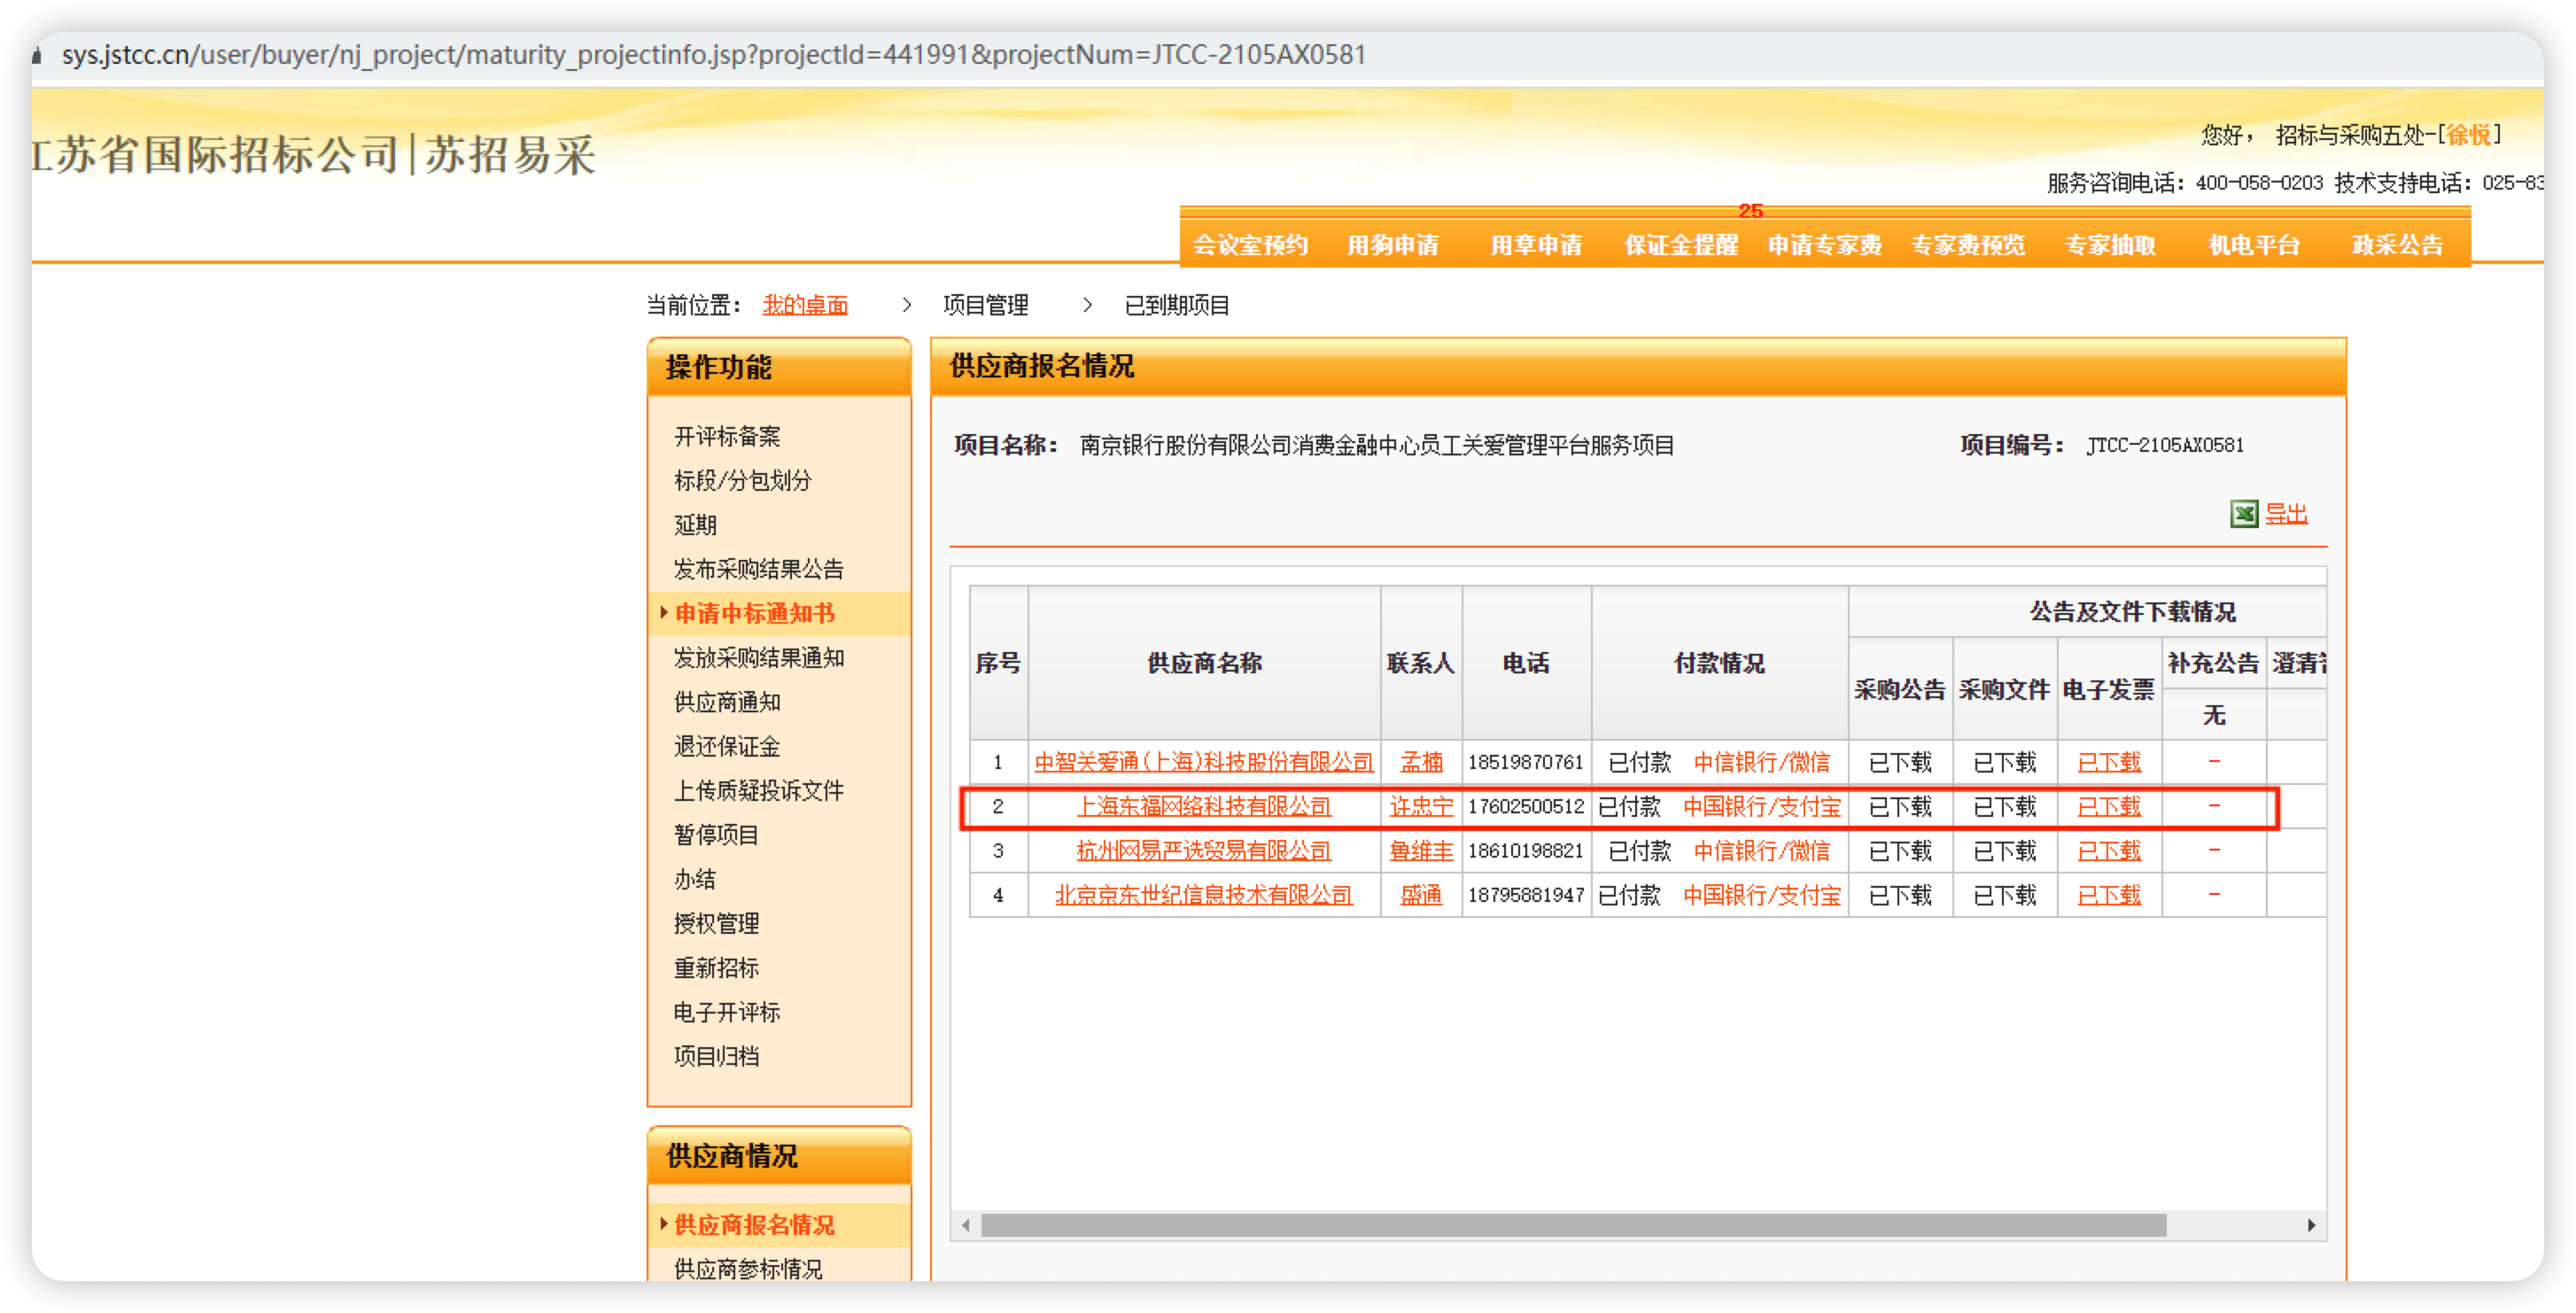 sys.jstcc.cn/user/buyer/nj_project/maturity_projectinfo.jsp?projectId=441991&projectNum=JTCC-2105AX0581
江苏省国际招标公司|苏招易采
您好， 招标与采购五处-[徐悦]
服务咨询电话：400-058-0203 技术支持电话：025-83
25
会议室预约 用狗申请 用章申请 保证金提醒 申请专家费 专家费预览 专家抽取 机电平台 政采公告
当前位置： 我的桌面 > 项目管理 > 已到期项目
操作功能
开评标备案
标段/分包划分
延期
发布采购结果公告
申请中标通知书
发放采购结果通知
供应商通知
退还保证金
上传质疑投诉文件
暂停项目
办结
授权管理
重新招标
电子开评标
项目归档
供应商情况
供应商报名情况
供应商参标情况
供应商报名情况
项目名称： 南京银行股份有限公司消费金融中心员工关爱管理平台服务项目 项目编号： JTCC-2105AX0581
导出
序号 供应商名称 联系人 电话 付款情况 公告及文件下载情况
采购公告 采购文件 电子发票 补充公告 澄清
无
1 中智关爱通(上海)科技股份有限公司 孟楠 18519870761 已付款 中信银行/微信 已下载 已下载 已下载 -
2 上海东福网络科技有限公司 许忠宁 17602500512 已付款 中国银行/支付宝 已下载 已下载 已下载 -
3 杭州网易严选贸易有限公司 鲁维丰 18610198821 已付款 中信银行/微信 已下载 已下载 已下载 -
4 北京京东世纪信息技术有限公司 盛通 18795881947 已付款 中国银行/支付宝 已下载 已下载 已下载 -